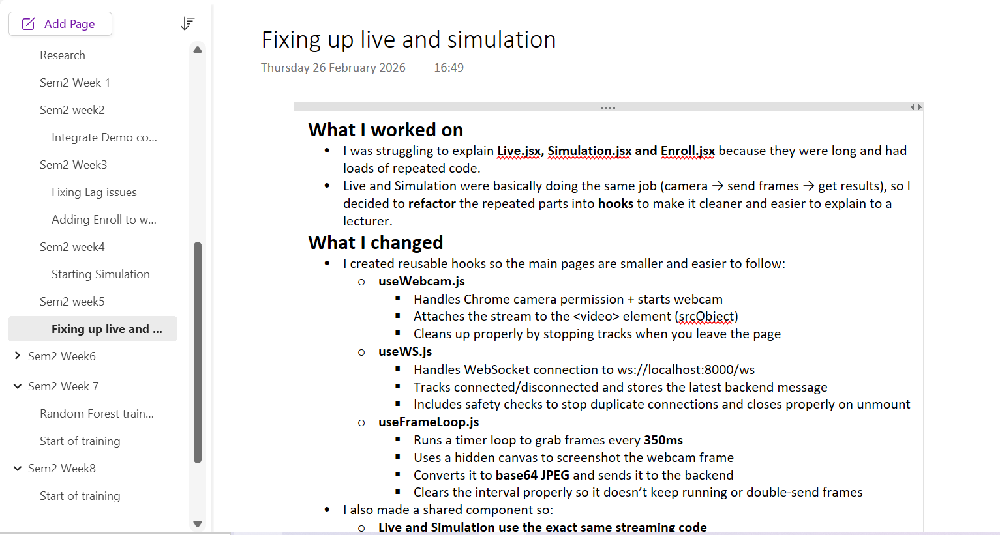 Add Page
Research
Sem2 Week 1
Sem2 week2
Integrate Demo co...
Sem2 Week3
Fixing Lag issues
Adding Enroll to w...
Sem2 week4
Starting Simulation
Sem2 week5
Fixing up live and ...
Sem2 Week6
Sem2 Week 7
Random Forest train...
Start of training
Sem2 Week8
Start of training
Fixing up live and simulation
Thursday 26 February 2026 16:49
What I worked on
• I was struggling to explain Live.jsx, Simulation.jsx and Enroll.jsx because they were long and had
loads of repeated code.
• Live and Simulation were basically doing the same job (camera → send frames → get results), so I
decided to refactor the repeated parts into hooks to make it cleaner and easier to explain to a
lecturer.
What I changed
• I created reusable hooks so the main pages are smaller and easier to follow:
o useWebcam.js
▪ Handles Chrome camera permission + starts webcam
▪ Attaches the stream to the <video> element (srcObject)
▪ Cleans up properly by stopping tracks when you leave the page
o useWS.js
▪ Handles WebSocket connection to ws://localhost:8000/ws
▪ Tracks connected/disconnected and stores the latest backend message
▪ Includes safety checks to stop duplicate connections and closes properly on unmount
o useFrameLoop.js
▪ Runs a timer loop to grab frames every 350ms
▪ Uses a hidden canvas to screenshot the webcam frame
▪ Converts it to base64 JPEG and sends it to the backend
▪ Clears the interval properly so it doesn’t keep running or double-send frames
• I also made a shared component so:
o Live and Simulation use the exact same streaming code